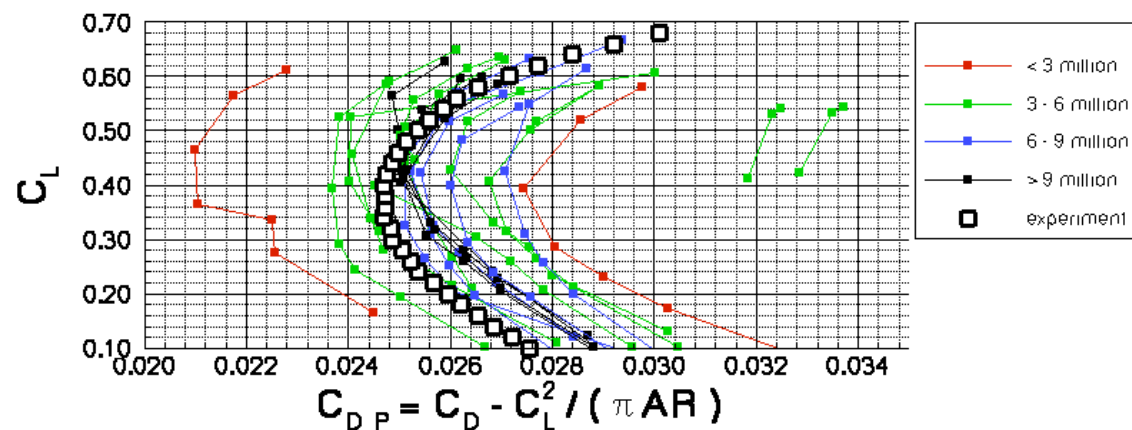 0.70
0.60
0.50
0.40
0.30
0.20
0.10
C_L
0.020 0.022 0.024 0.026 0.028 0.030 0.032 0.034
C_{D P} = C_D - C_L^2 / ( π AR )
< 3 million
3 - 6 million
6 - 9 million
> 9 million
experiment